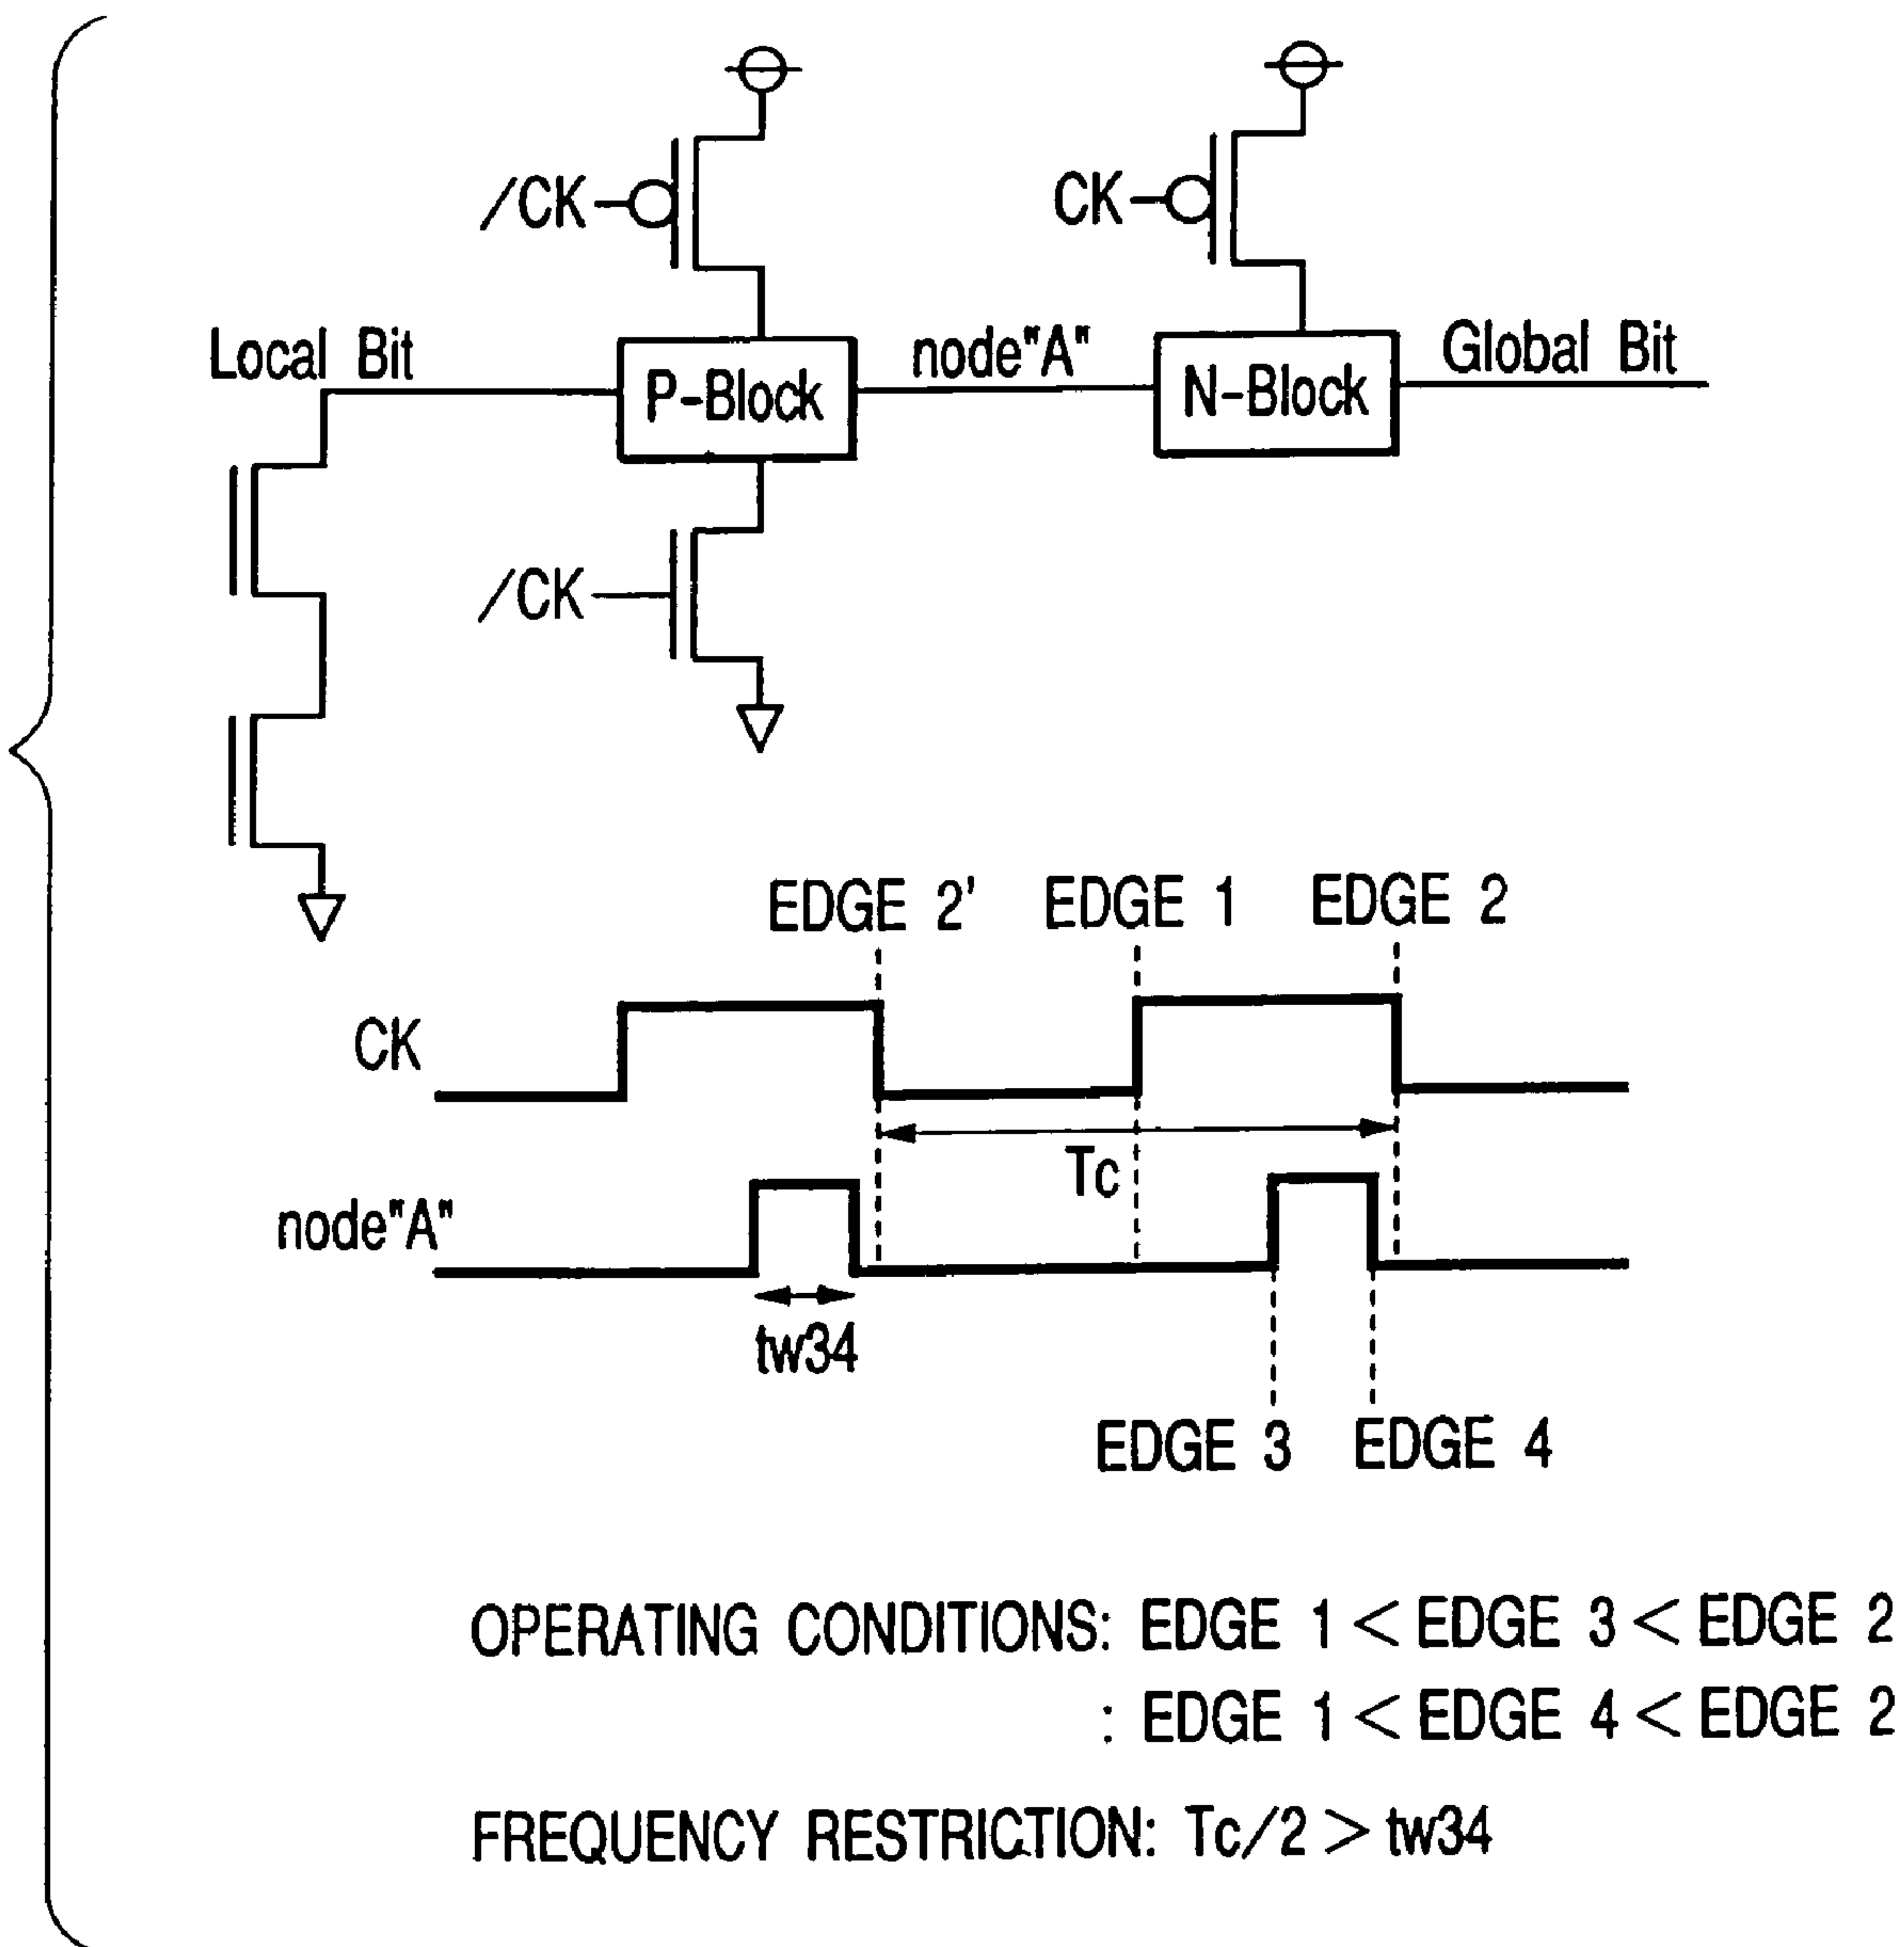 /CK
CK
Local Bit
P-Block
node"A"
N-Block
Global Bit
/CK
EDGE 2'
EDGE 1
EDGE 2
CK
Tc
node"A"
tw34
EDGE 3
EDGE 4
OPERATING CONDITIONS: EDGE 1 < EDGE 3 < EDGE 2
: EDGE 1 < EDGE 4 < EDGE 2
FREQUENCY RESTRICTION: Tc/2 > tw34